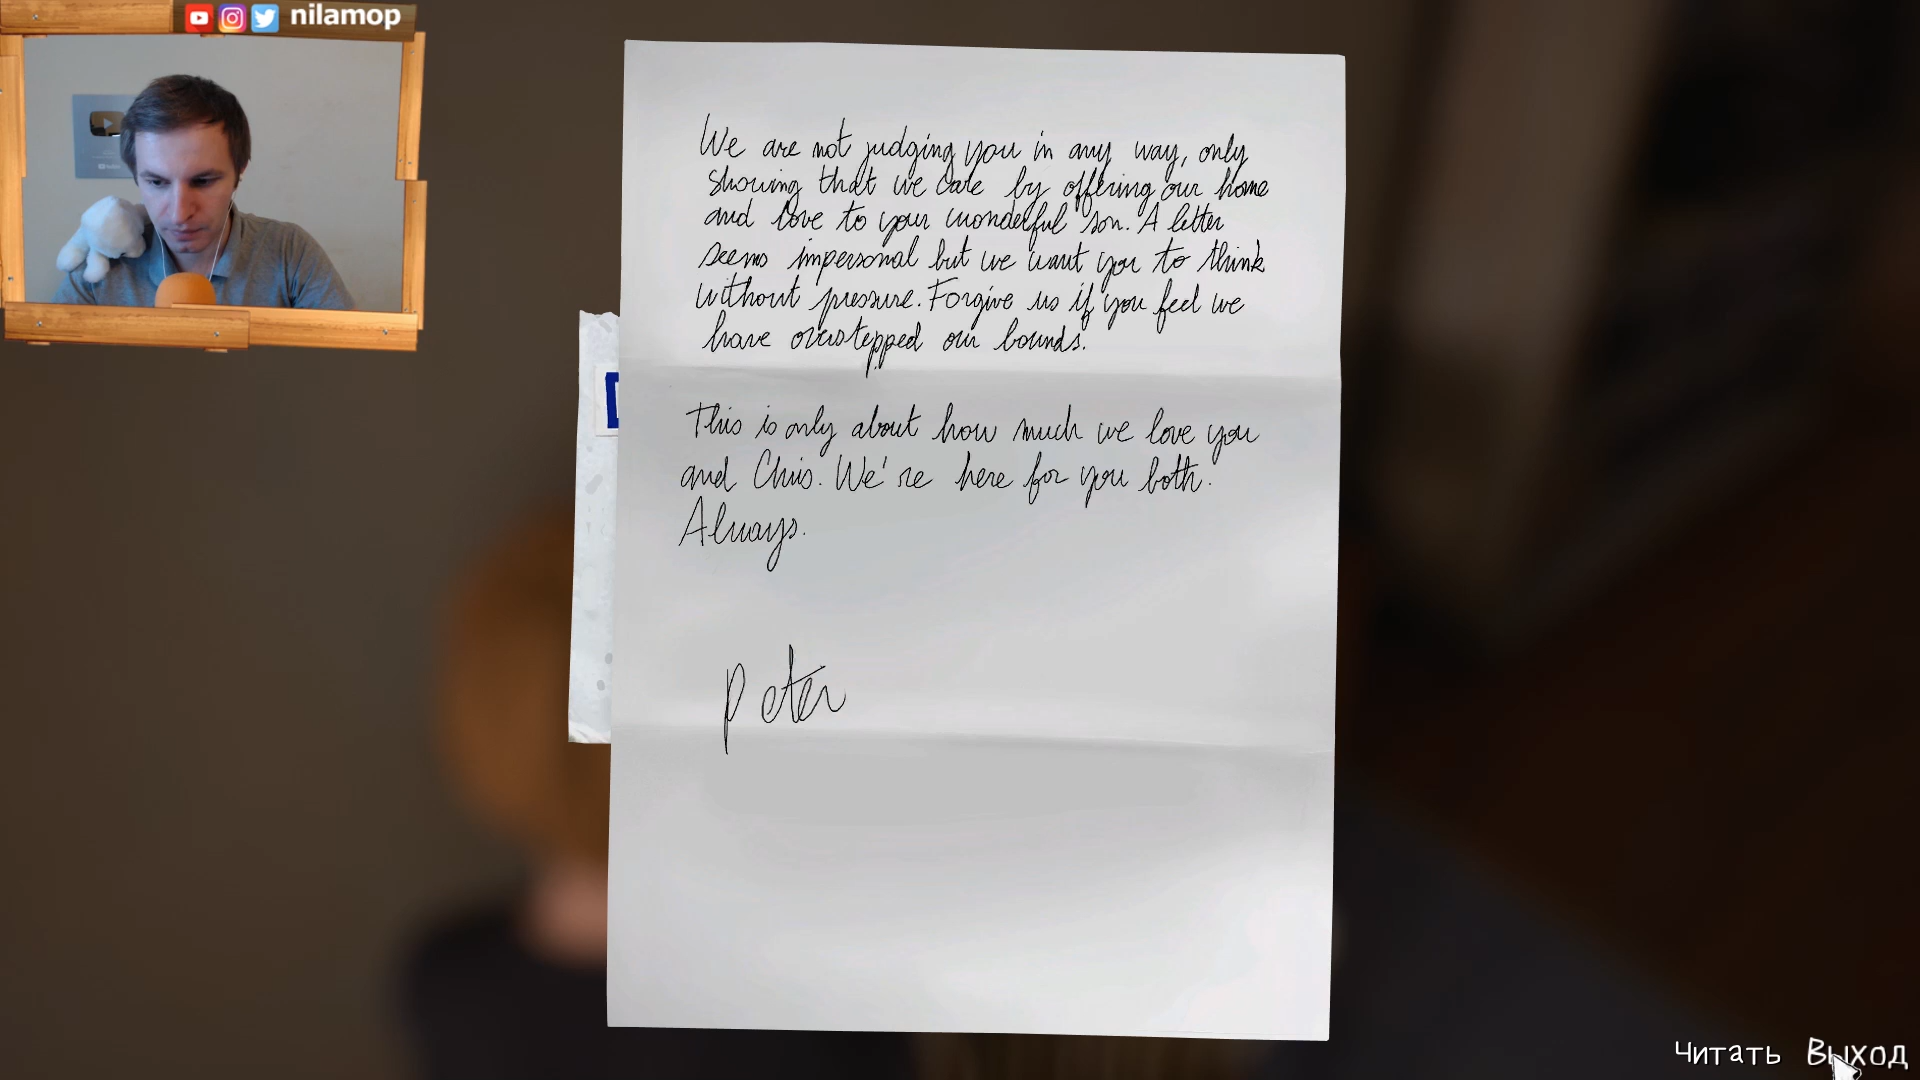 nilamop
We are not judging you in any way, only
showing that we care by offering our home
and love to your wonderful son. A letter
seems impersonal but we want you to think
without pressure. Forgive us if you feel we
have overstepped our bounds.
This is only about how much we love you
and Chris. We're here for you both.
Always.
Peter
Читать Выход